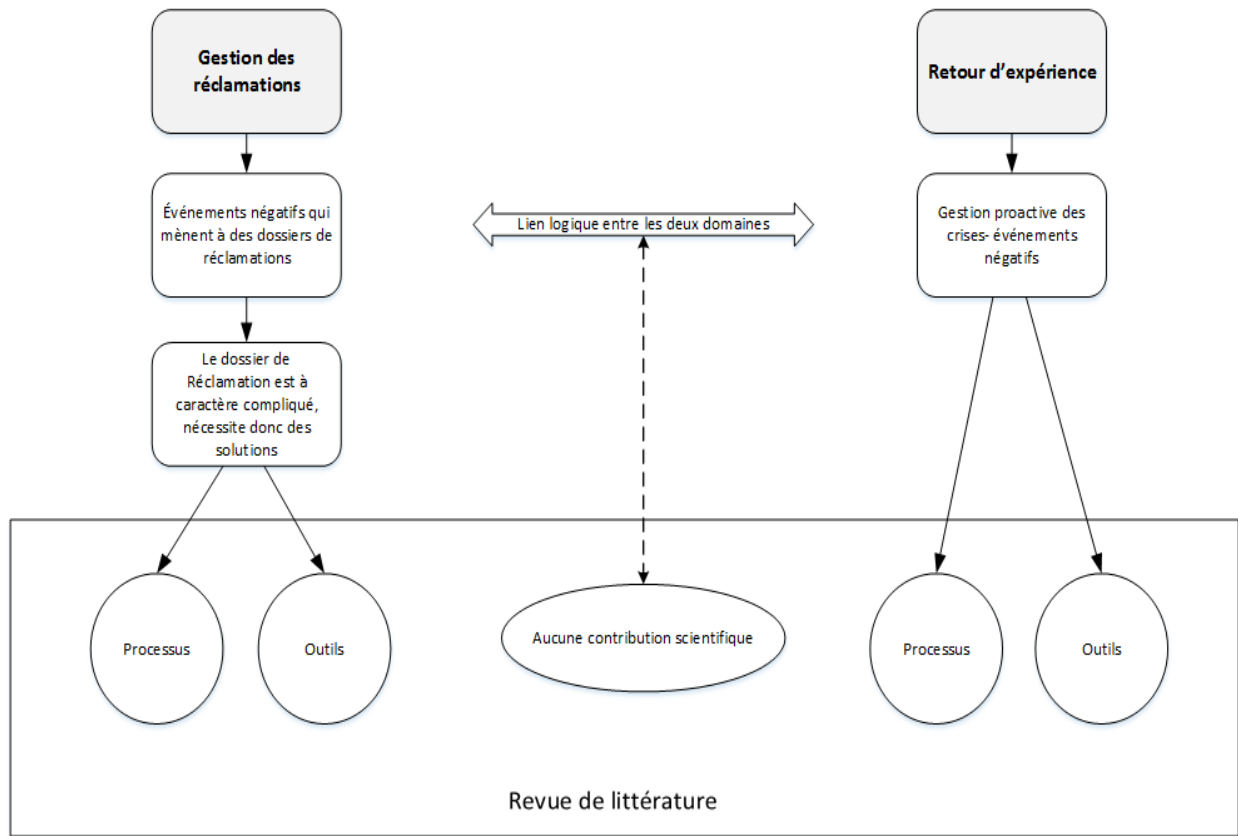 Gestion des
réclamations
Retour d'expérience
Événements négatifs qui
mènent à des dossiers de
réclamations
Lien logique entre les deux domaines
Gestion proactive des
crises- événements
négatifs
Le dossier de
Réclamation est à
caractère compliqué,
nécessite donc des
solutions
Processus
Outils
Aucune contribution scientifique
Processus
Outils
Revue de littérature